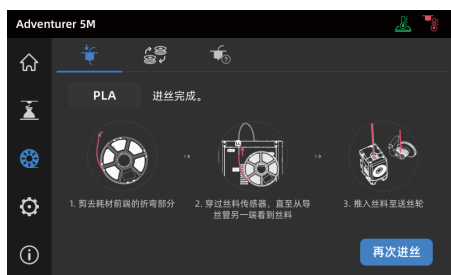 Adventurer 5M
PLA 进丝完成。
1. 剪去耗材前端的折弯部分
2. 穿过丝料传感器，直至从导
丝管另一端看到丝料
3. 推入丝料至送丝轮
再次进丝